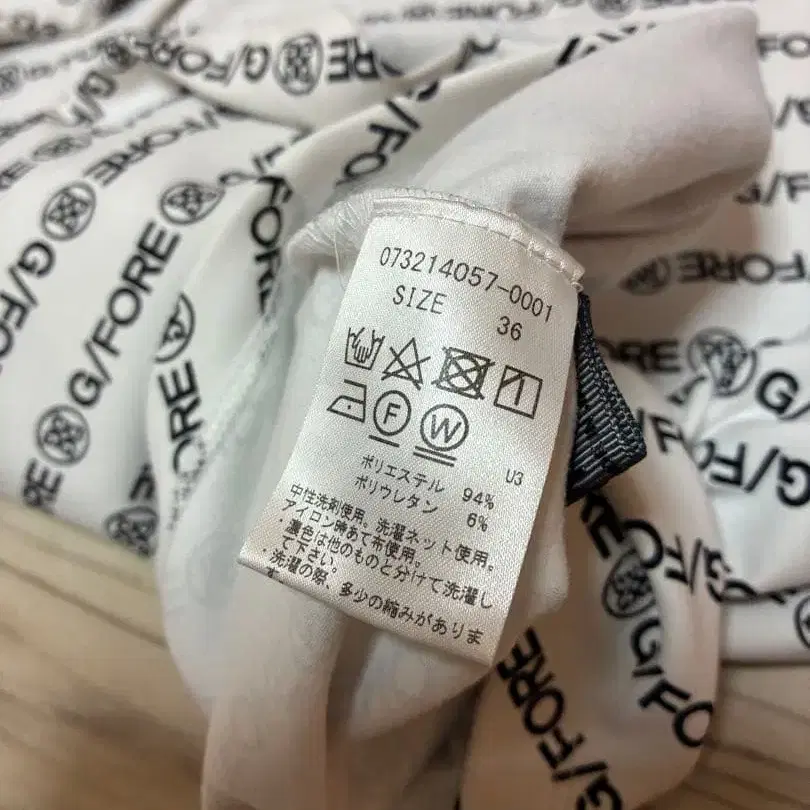 073214057-0001
SIZE 36
F W
U3
ポリエステル 94%
ポリウレタン 6%
中性洗剤使用。洗濯ネット使用。
アイロン時あて布使用。
・濃色は他のものと分けて洗濯し
て下さい。
・洗濯の際、多少の縮みがありま
す。
G/FORE
G/FORE
G/FORE
G/FORE
G/FORE
G/FORE